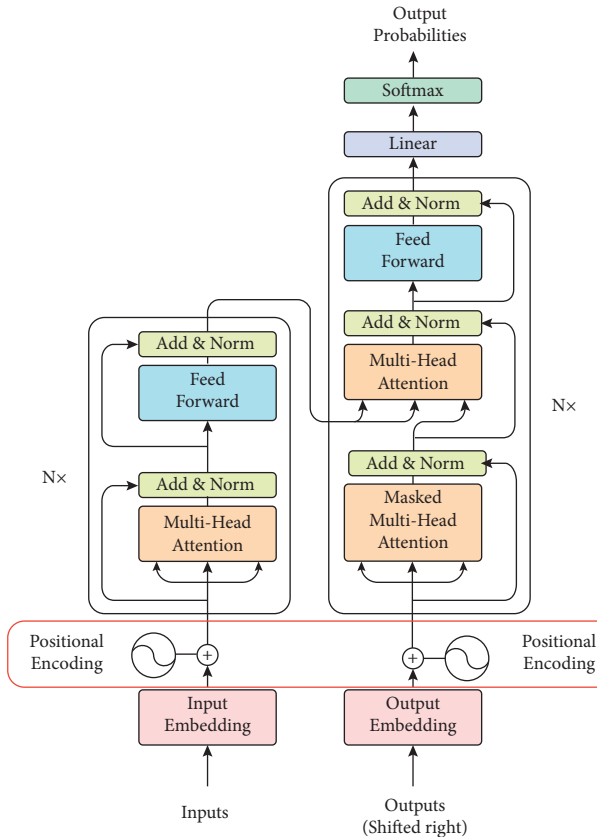 Output
Probabilities
Softmax
Linear
Add & Norm
Feed
Forward
Add & Norm
Multi-Head
Attention
Add & Norm
Masked
Multi-Head
Attention
N×
Add & Norm
Feed
Forward
Add & Norm
Multi-Head
Attention
N×
Positional
Encoding
+
+
Positional
Encoding
Input
Embedding
Output
Embedding
Inputs
Outputs
(Shifted right)